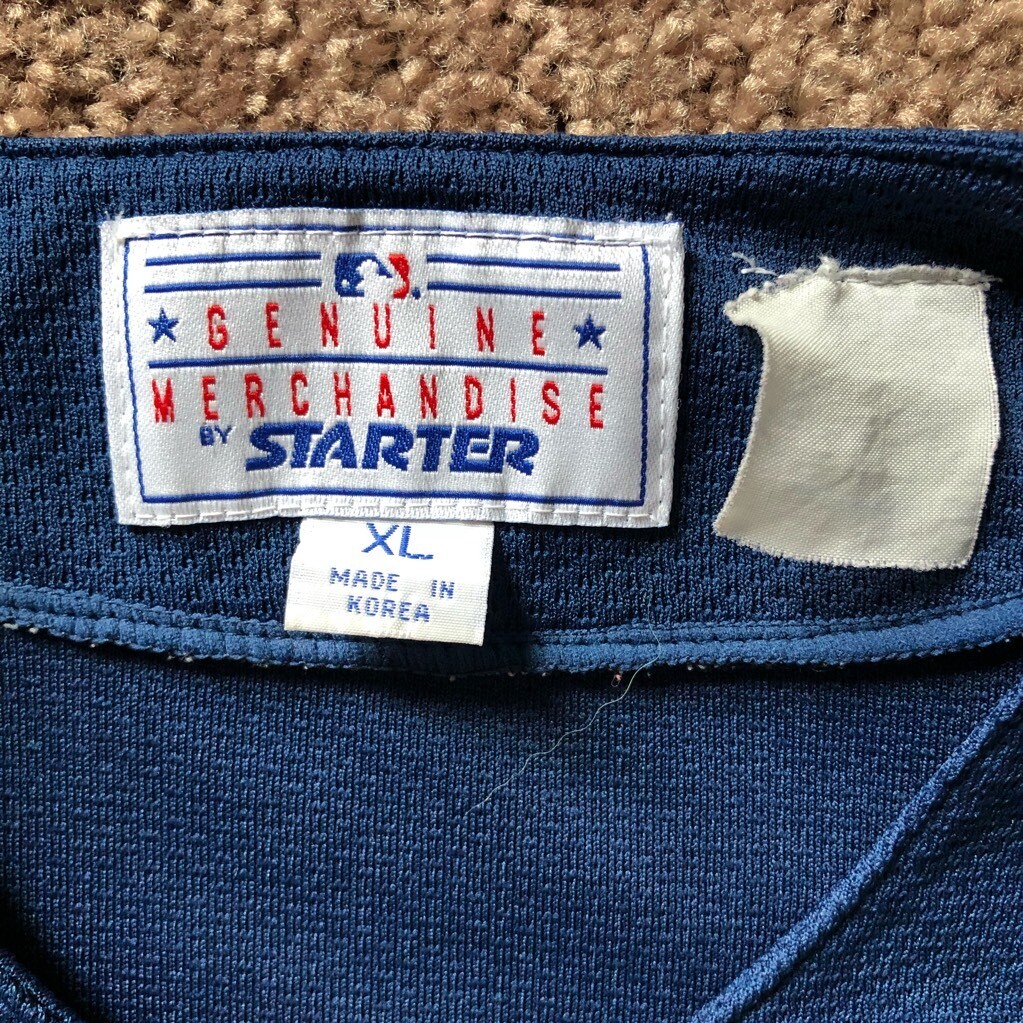 GENUINE
MERCHANDISE
BY STARTER
XL
MADE IN
KOREA